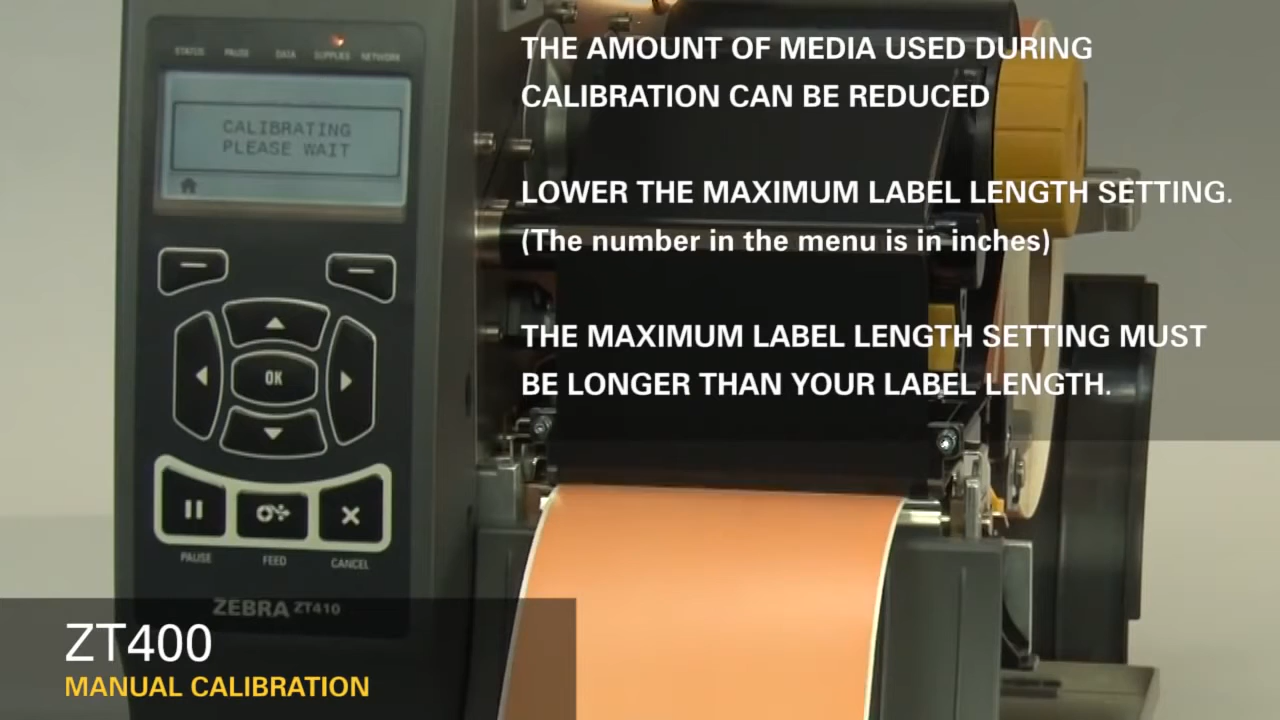 STATUS PAUSE DATA SUPPLIES NETWORK
CALIBRATING
PLEASE WAIT
OK
PAUSE FEED CANCEL
ZEBRA ZT410
THE AMOUNT OF MEDIA USED DURING
CALIBRATION CAN BE REDUCED
LOWER THE MAXIMUM LABEL LENGTH SETTING.
(The number in the menu is in inches)
THE MAXIMUM LABEL LENGTH SETTING MUST
BE LONGER THAN YOUR LABEL LENGTH.
ZT400
MANUAL CALIBRATION